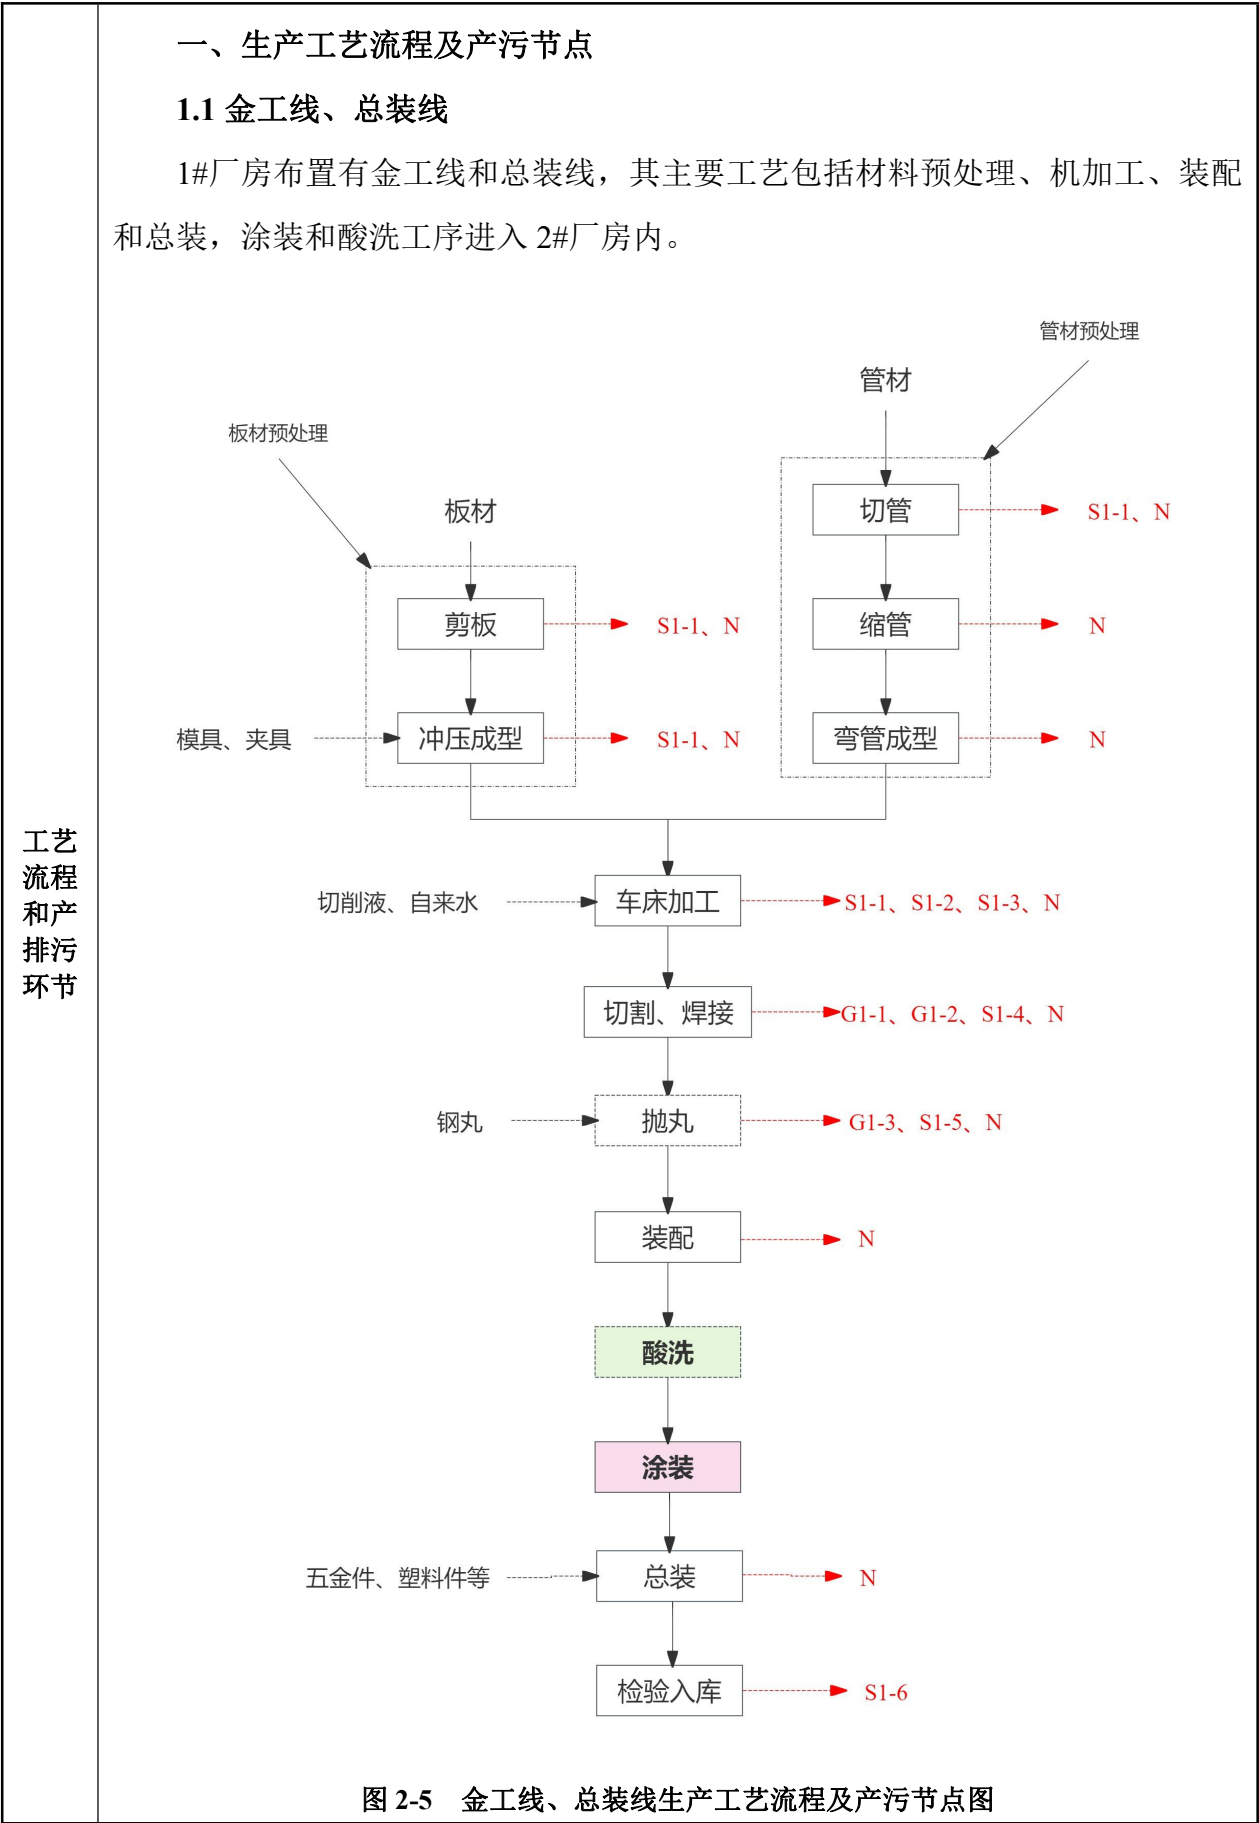 一、生产工艺流程及产污节点
1.1 金工线、总装线
1#厂房布置有金工线和总装线，其主要工艺包括材料预处理、机加工、装配
和总装，涂装和酸洗工序进入 2#厂房内。
管材预处理
管材
板材预处理
板材
切管
S1-1、N
剪板
S1-1、N
缩管
N
模具、夹具
冲压成型
S1-1、N
弯管成型
N
工艺
流程
和产
排污
环节
切削液、自来水
车床加工
S1-1、S1-2、S1-3、N
切割、焊接
G1-1、G1-2、S1-4、N
钢丸
抛丸
G1-3、S1-5、N
装配
N
酸洗
涂装
五金件、塑料件等
总装
N
检验入库
S1-6
图 2-5 金工线、总装线生产工艺流程及产污节点图